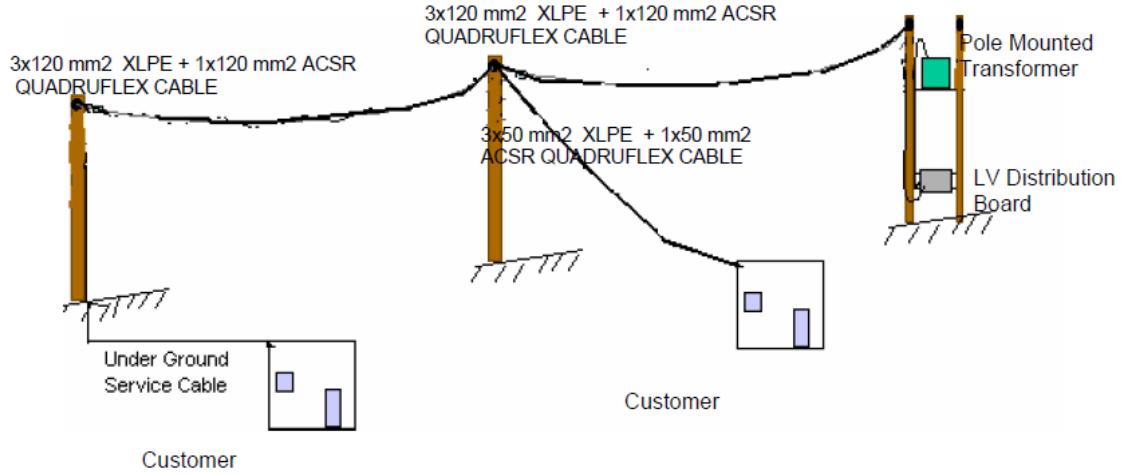 3x120 mm2 XLPE + 1x120 mm2 ACSR
QUADRUFLEX CABLE
3x120 mm2 XLPE + 1x120 mm2 ACSR
QUADRUFLEX CABLE
Pole Mounted
Transformer
3x50 mm2 XLPE + 1x50 mm2
ACSR QUADRUFLEX CABLE
LV Distribution
Board
Under Ground
Service Cable
Customer
Customer